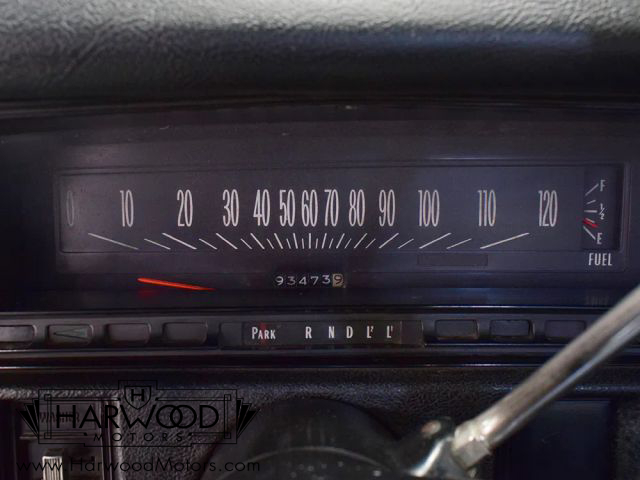 0 10 20 30 40 50 60 70 80 90 100 110 120
F
1/2
E
FUEL
93473
PARK R N D L² L¹
H
HARWOOD
MOTORS
www.HarwoodMotors.com